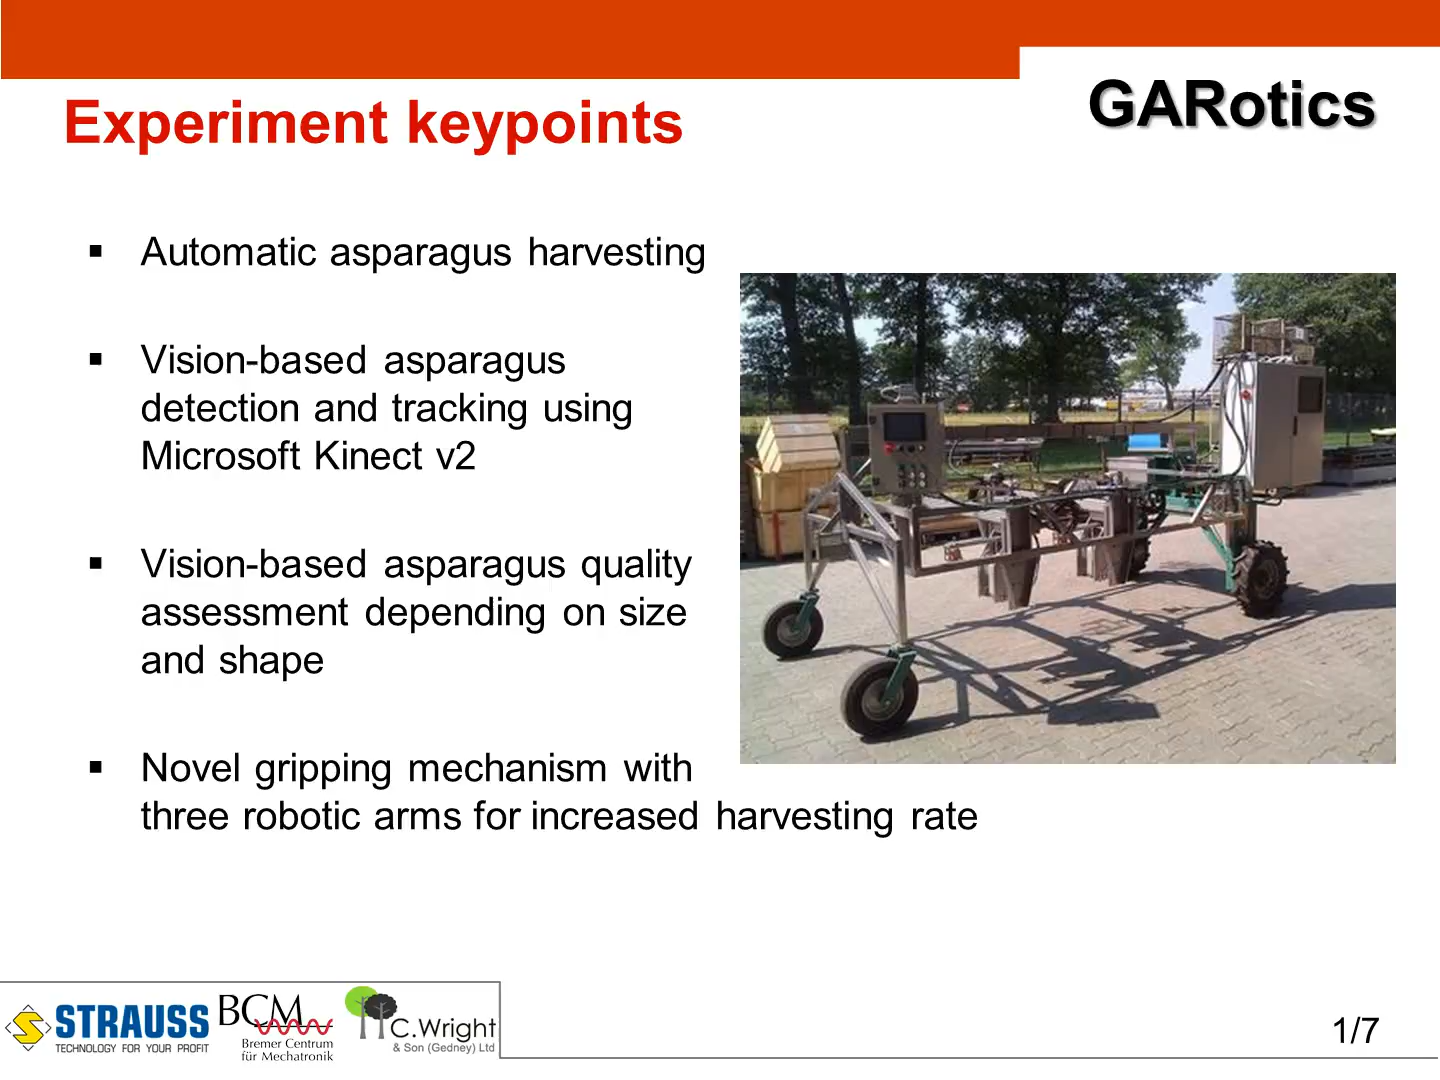 GARotics
Experiment keypoints
▪ Automatic asparagus harvesting
▪ Vision-based asparagus
detection and tracking using
Microsoft Kinect v2
▪ Vision-based asparagus quality
assessment depending on size
and shape
▪ Novel gripping mechanism with
three robotic arms for increased harvesting rate
S STRAUSS
TECHNOLOGY FOR YOUR PROFIT
BCM
Bremer Centrum
für Mechatronik
C.Wright
& Son (Gedney) Ltd
1/7